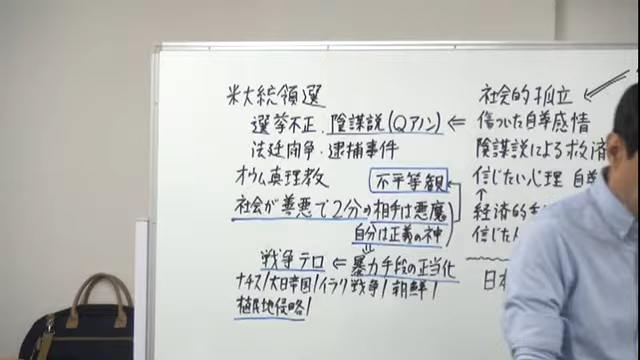 米大統領選
選挙不正、陰謀説(Qアノン) ←
法廷闘争・逮捕事件
オウム真理教
不平等観
社会が善悪で2分の相手は悪魔
自分は正義の神
戦争テロ ⇐ 暴力手段の正当化
ナチス/大日帝国/イラク戦争/朝鮮/
植民地侵略/
社会的孤立
傷ついた自尊感情
陰謀説による救済
信じたい心理 自尊
↑
経済的
信じた
日本